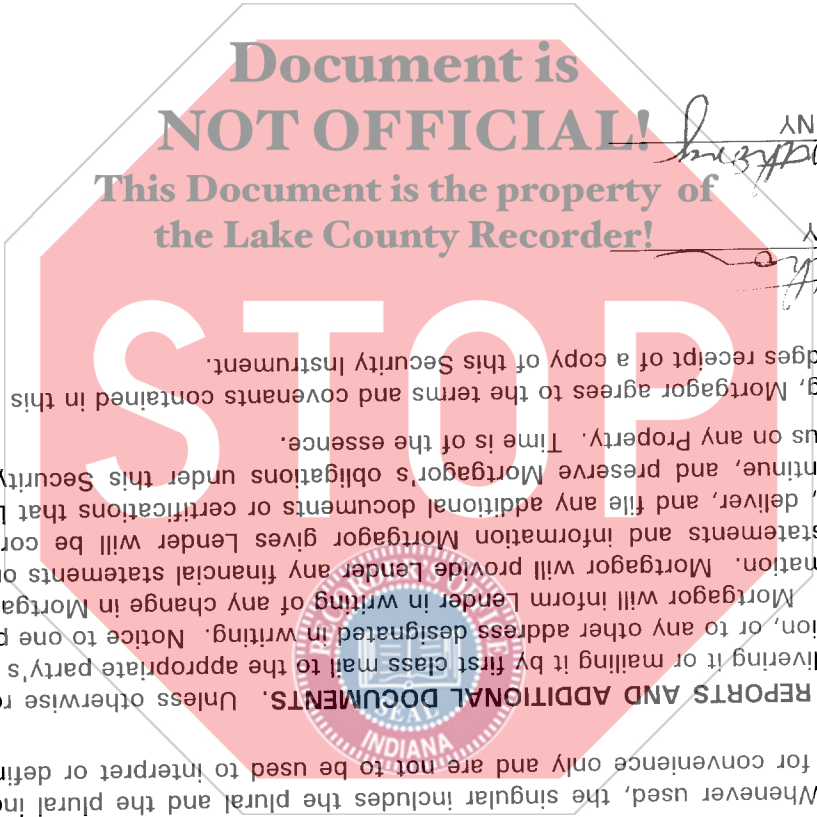 Document is
NOT OFFICIAL!
This Document is the property of
the Lake County Recorder!
STOP
RECORDER'S OFFICE
SEAL
INDIANA
Whenever used, the singular includes the plural and the plural inc
for convenience only and are not to be used to interpret or defin
REPORTS AND ADDITIONAL DOCUMENTS. Unless otherwise re
livering it or mailing it by first class mail to the appropriate party's
ion, or to any other address designated in writing. Notice to one p
Mortgagor will inform Lender in writing of any change in Mortga
mation. Mortgagor will provide Lender any financial statements o
statements and information Mortgagor gives Lender will be cor
, deliver, and file any additional documents or certifications that L
ntinue, and preserve Mortgagor's obligations under this Security
us on any Property. Time is of the essence.
g, Mortgagor agrees to the terms and covenants contained in this
dges receipt of a copy of this Security Instrument.
Y
NY